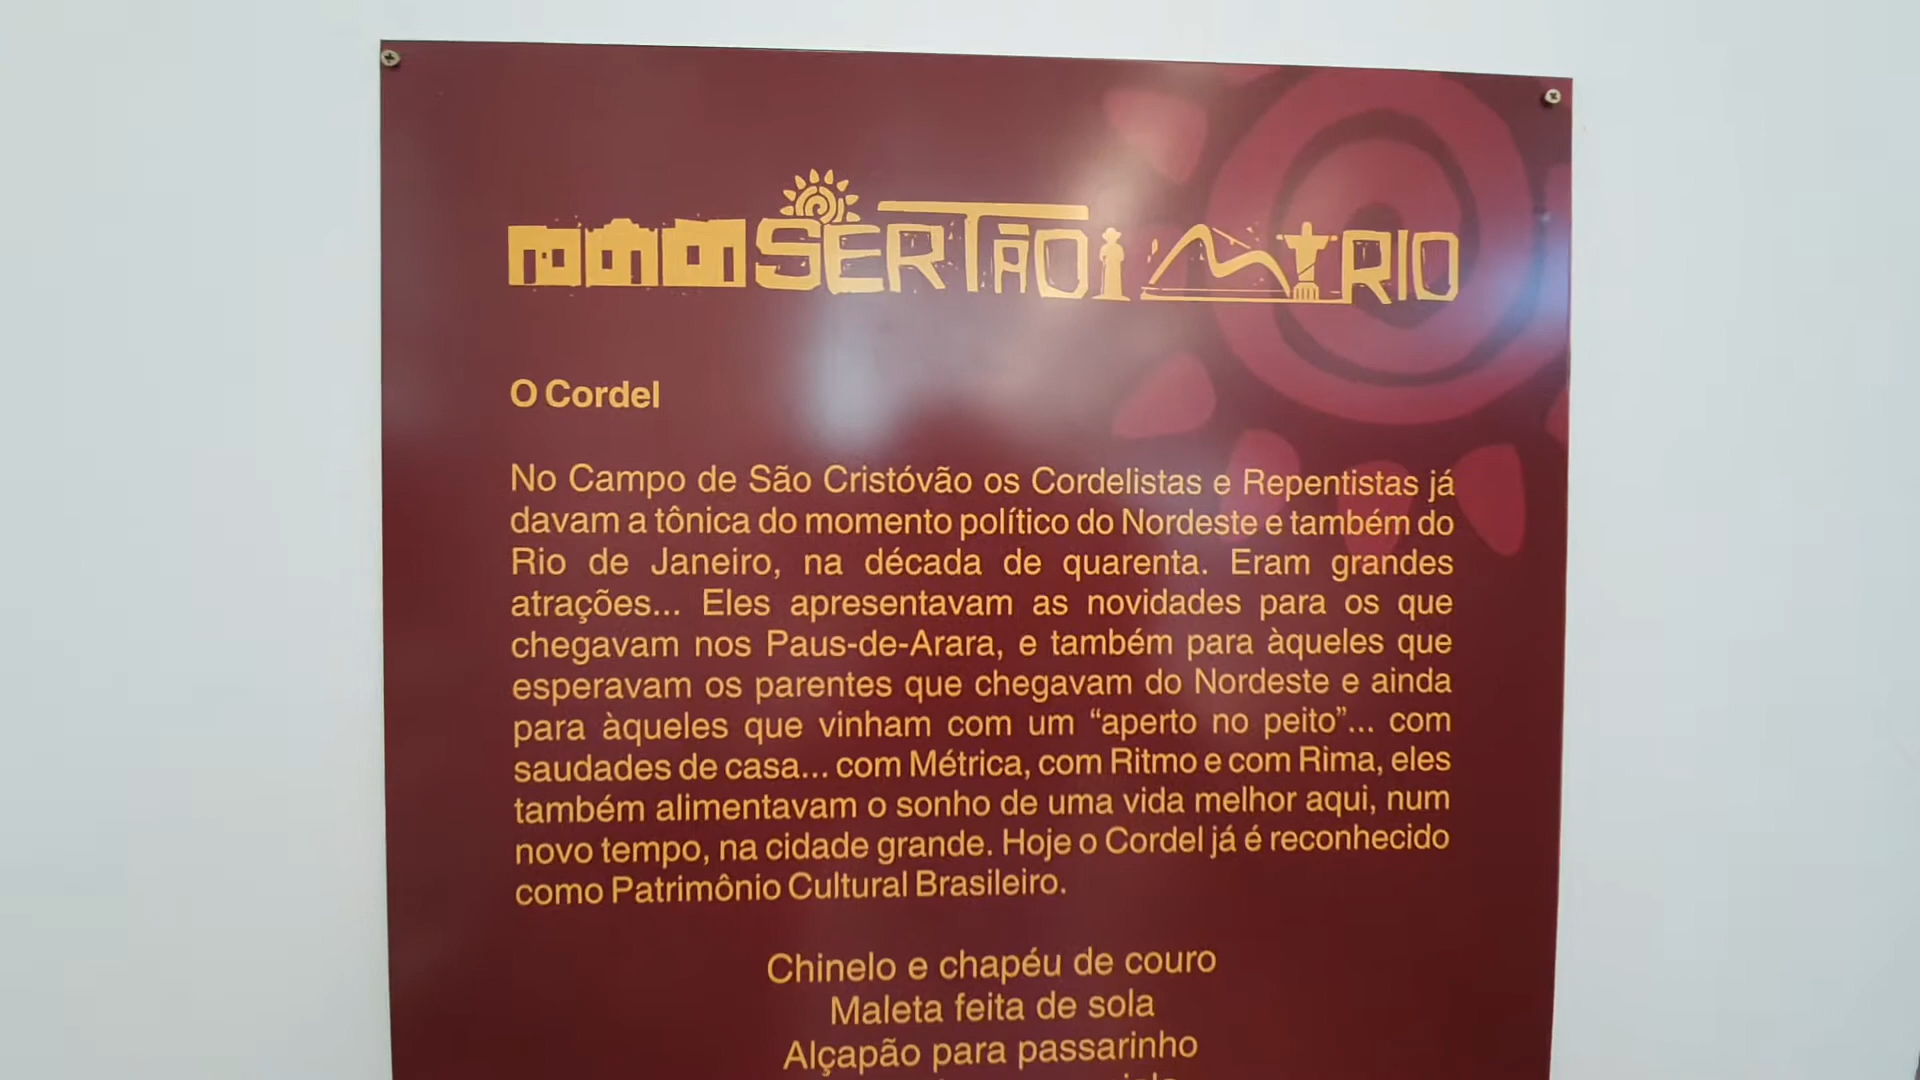 SERTÃO RIO
O Cordel
No Campo de São Cristóvão os Cordelistas e Repentistas já
davam a tônica do momento político do Nordeste e também do
Rio de Janeiro, na década de quarenta. Eram grandes
atrações... Eles apresentavam as novidades para os que
chegavam nos Paus-de-Arara, e também para àqueles que
esperavam os parentes que chegavam do Nordeste e ainda
para àqueles que vinham com um “aperto no peito”... com
saudades de casa... com Métrica, com Ritmo e com Rima, eles
também alimentavam o sonho de uma vida melhor aqui, num
novo tempo, na cidade grande. Hoje o Cordel já é reconhecido
como Patrimônio Cultural Brasileiro.
Chinelo e chapéu de couro
Maleta feita de sola
Alçapão para passarinho